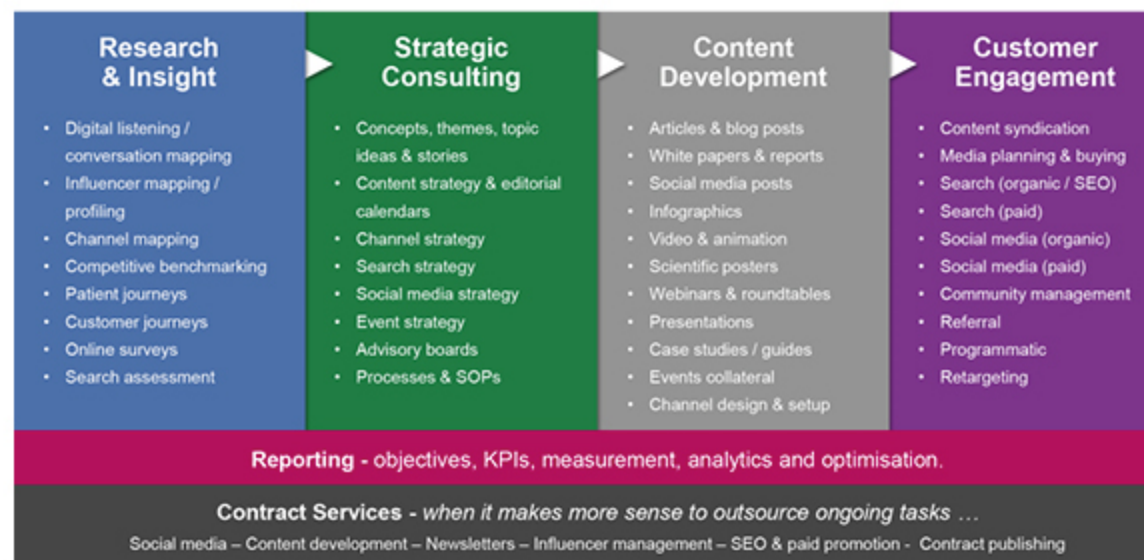 Research
& Insight
• Digital listening /
conversation mapping
• Influencer mapping /
profiling
• Channel mapping
• Competitive benchmarking
• Patient journeys
• Customer journeys
• Online surveys
• Search assessment
Strategic
Consulting
• Concepts, themes, topic
ideas & stories
• Content strategy & editorial
calendars
• Channel strategy
• Search strategy
• Social media strategy
• Event strategy
• Advisory boards
• Processes & SOPs
Content
Development
• Articles & blog posts
• White papers & reports
• Social media posts
• Infographics
• Video & animation
• Scientific posters
• Webinars & roundtables
• Presentations
• Case studies / guides
• Events collateral
• Channel design & setup
Customer
Engagement
• Content syndication
• Media planning & buying
• Search (organic / SEO)
• Search (paid)
• Social media (organic)
• Social media (paid)
• Community management
• Referral
• Programmatic
• Retargeting
Reporting - objectives, KPIs, measurement, analytics and optimisation.
Contract Services - when it makes more sense to outsource ongoing tasks …
Social media – Content development – Newsletters – Influencer management – SEO & paid promotion - Contract publishing